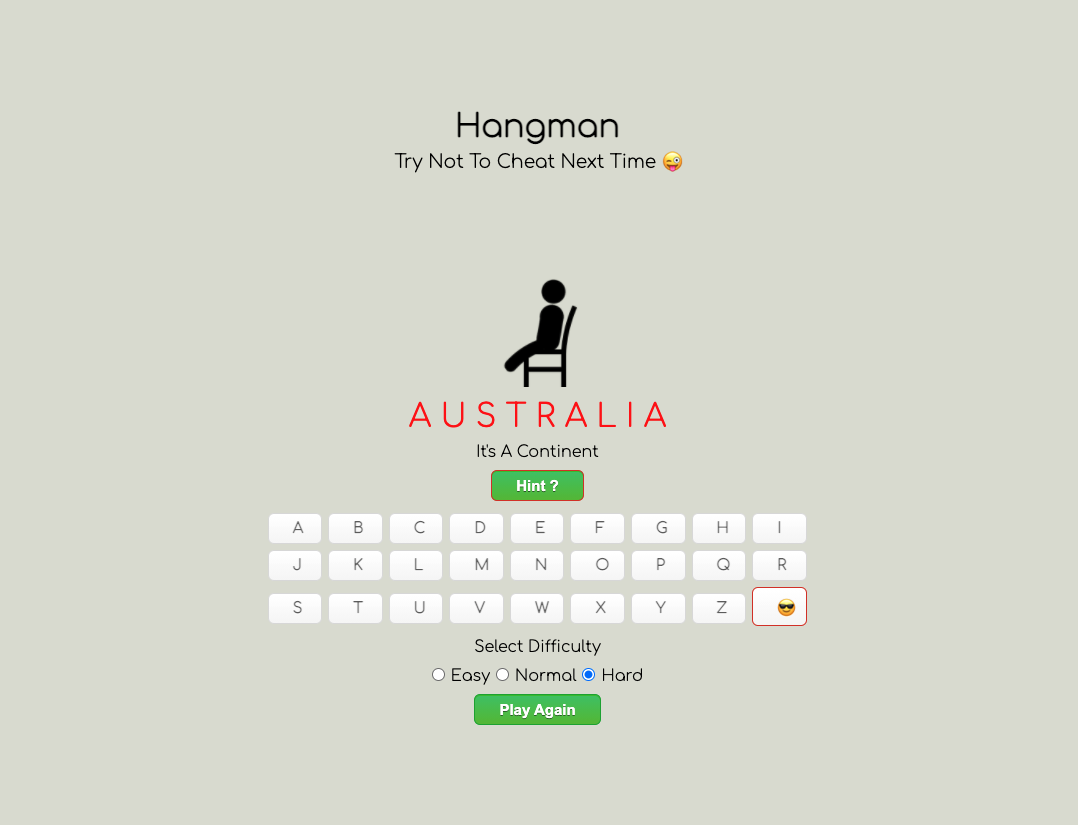 Hangman
Try Not To Cheat Next Time 😜
AUSTRALIA
It's A Continent
Hint ?
A B C D E F G H I
J K L M N O P Q R
S T U V W X Y Z 😎
Select Difficulty
Easy Normal Hard
Play Again